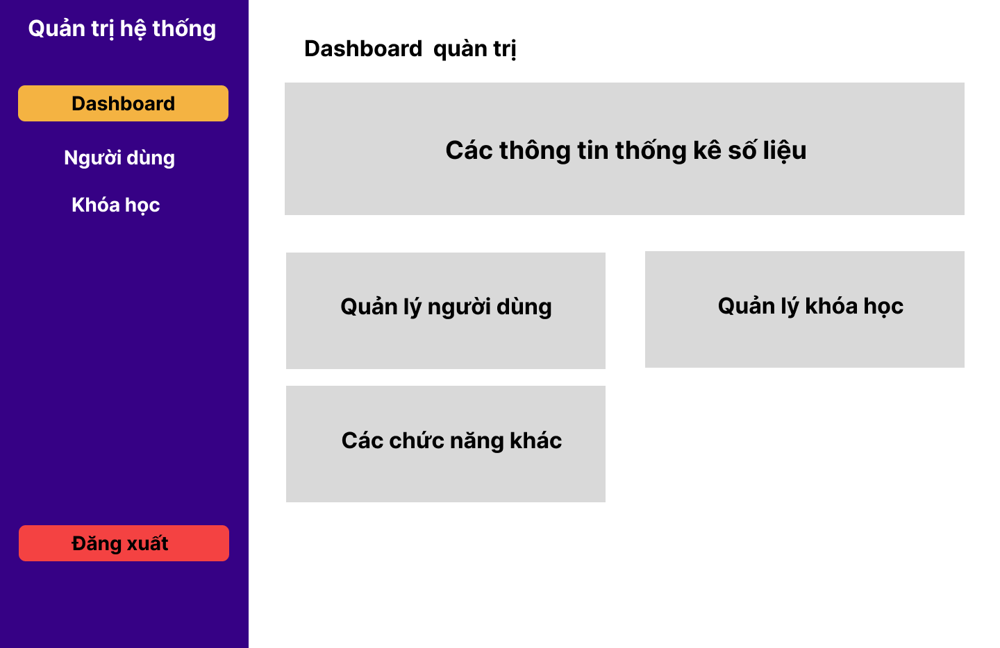 Quản trị hệ thống
Dashboard
Người dùng
Khóa học
Đăng xuất
Dashboard quàn trị
Các thông tin thống kê số liệu
Quản lý người dùng
Quản lý khóa học
Các chức năng khác